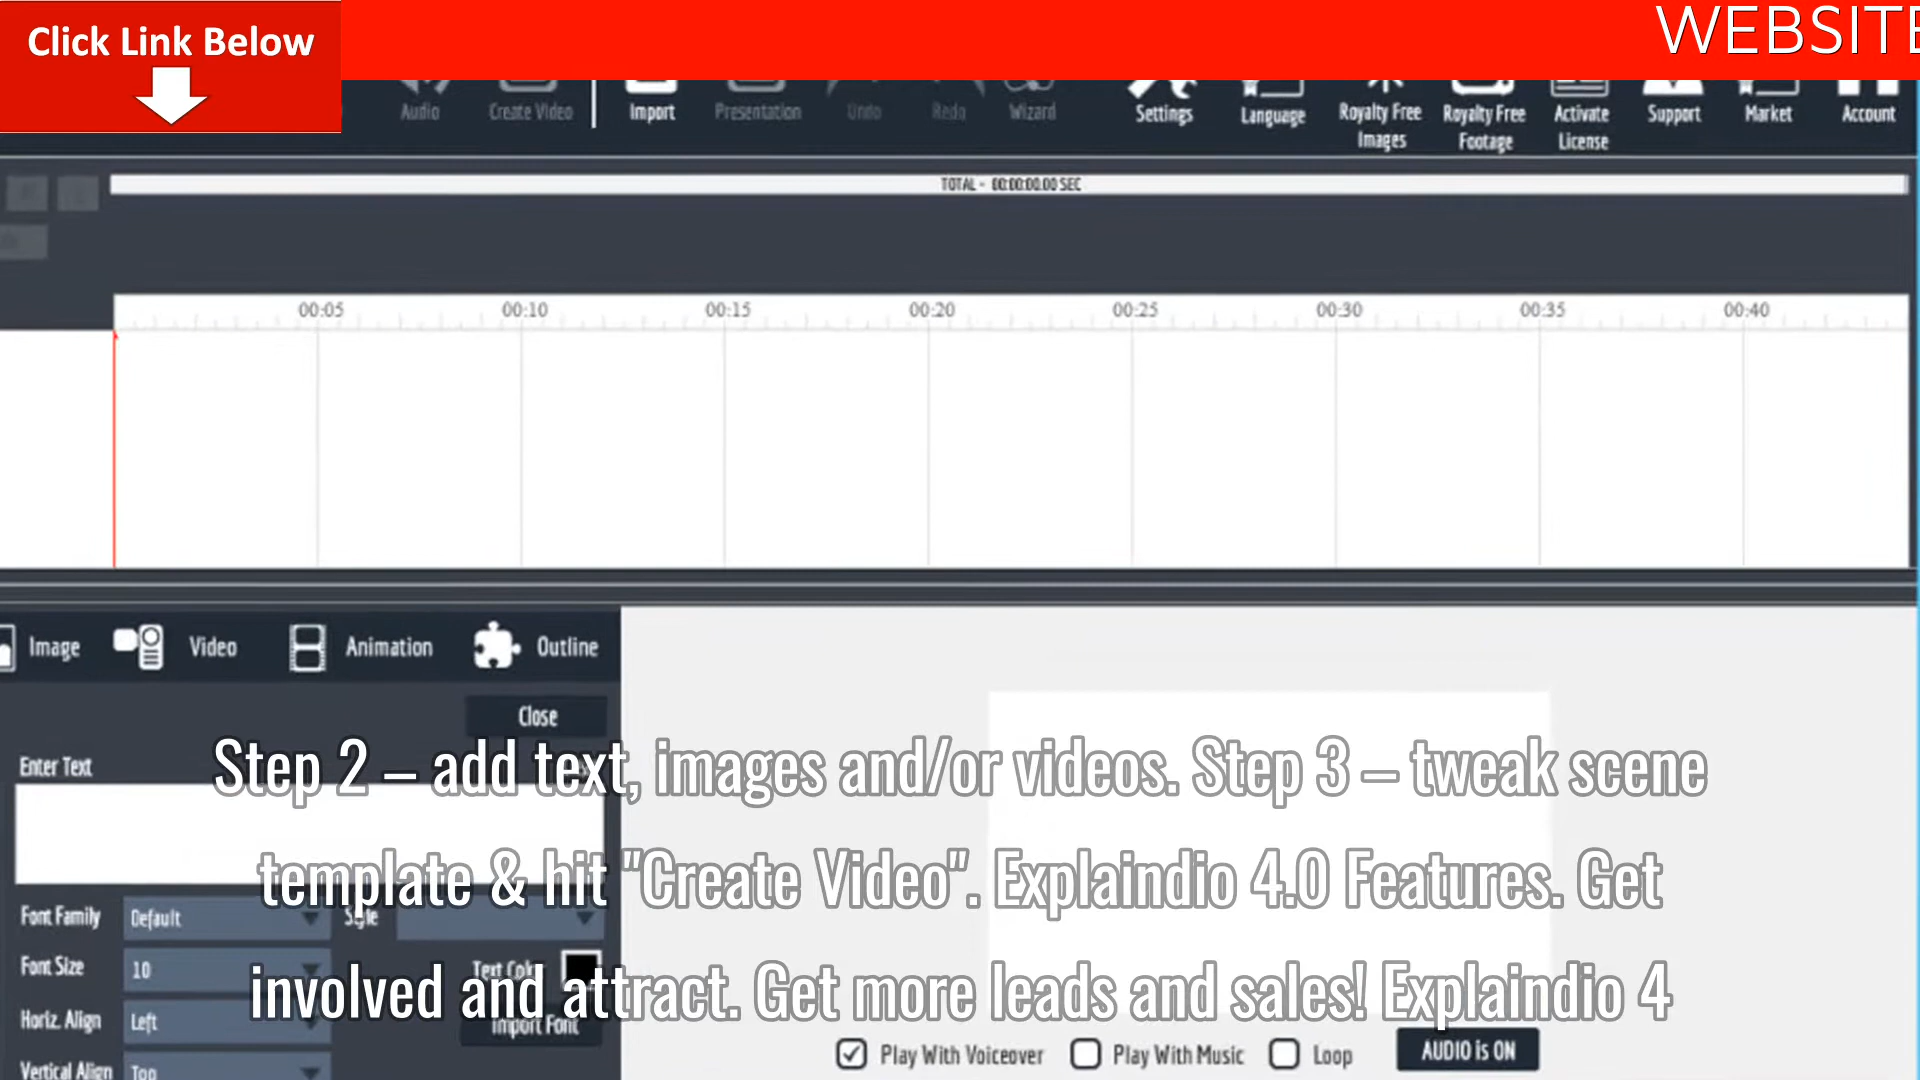 Click Link Below
WEBSITE
Audio
Create Video
Import
Presentation
Undo
Redo
Wizard
Settings
Language
Royalty Free
Images
Royalty Free
Footage
Activate
License
Support
Market
Account
TOTAL - 00:00:00.00 SEC
00:05 00:10 00:15 00:20 00:25 00:30 00:35 00:40
Image Video Animation Outline
Close
Enter Text
Step 2 – add text, images and/or videos. Step 3 – tweak scene
template & hit "Create Video". Explaindio 4.0 Features. Get
involved and attract. Get more leads and sales! Explaindio 4
Font Family Default Style
Font Size 10 Text Color
Horiz. Align Left Import Font
Vertical Align Top
Play With Voiceover Play With Music Loop AUDIO is ON